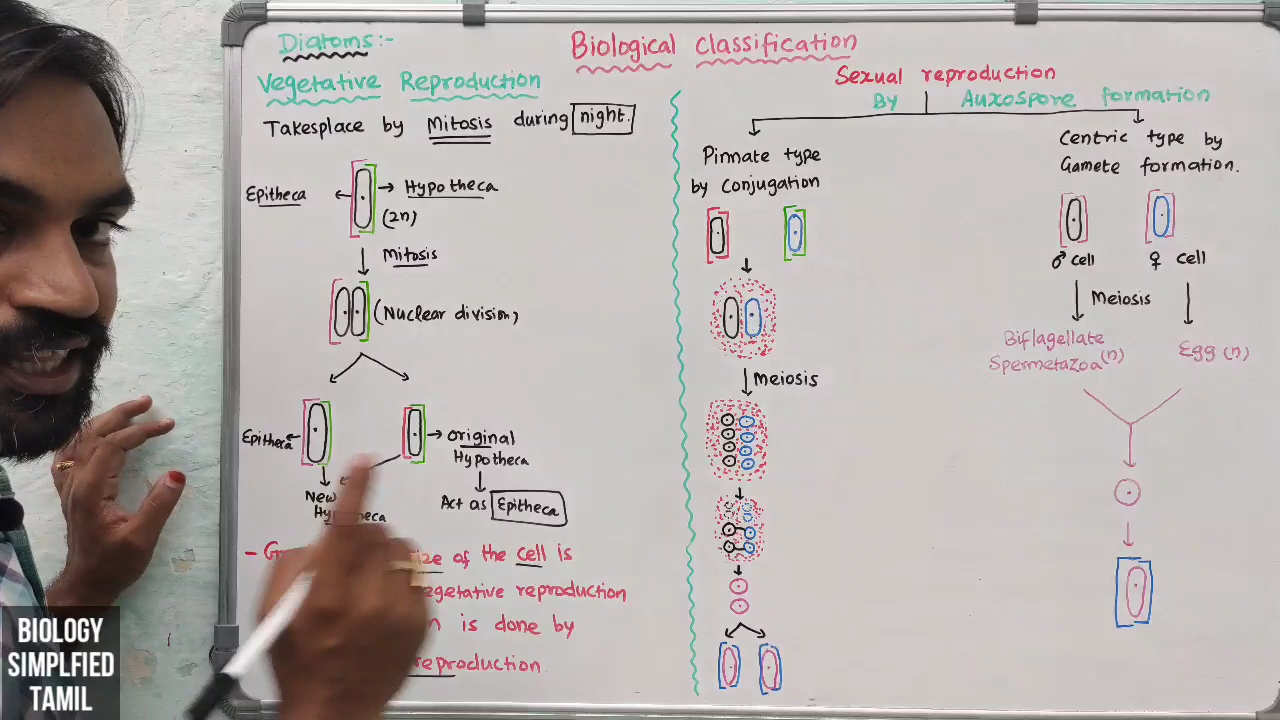 Diatoms:-
Biological Classification
Vegetative Reproduction
Takesplace by Mitosis during night.
Epitheca
Hypotheca
(2n)
Mitosis
(Nuclear division)
Epitheca
original
Hypotheca
New
Act as Epitheca
size of the cell is
vegetative reproduction
is done by
reproduction.
Sexual reproduction
By Auxospore formation
Pinnate type
by Conjugation
Meiosis
Centric type by
Gamete formation.
♂ cell
♀ cell
Meiosis
Biflagellate
Spermetazoa(n)
Egg (n)
BIOLOGY
SIMPLFIED
TAMIL